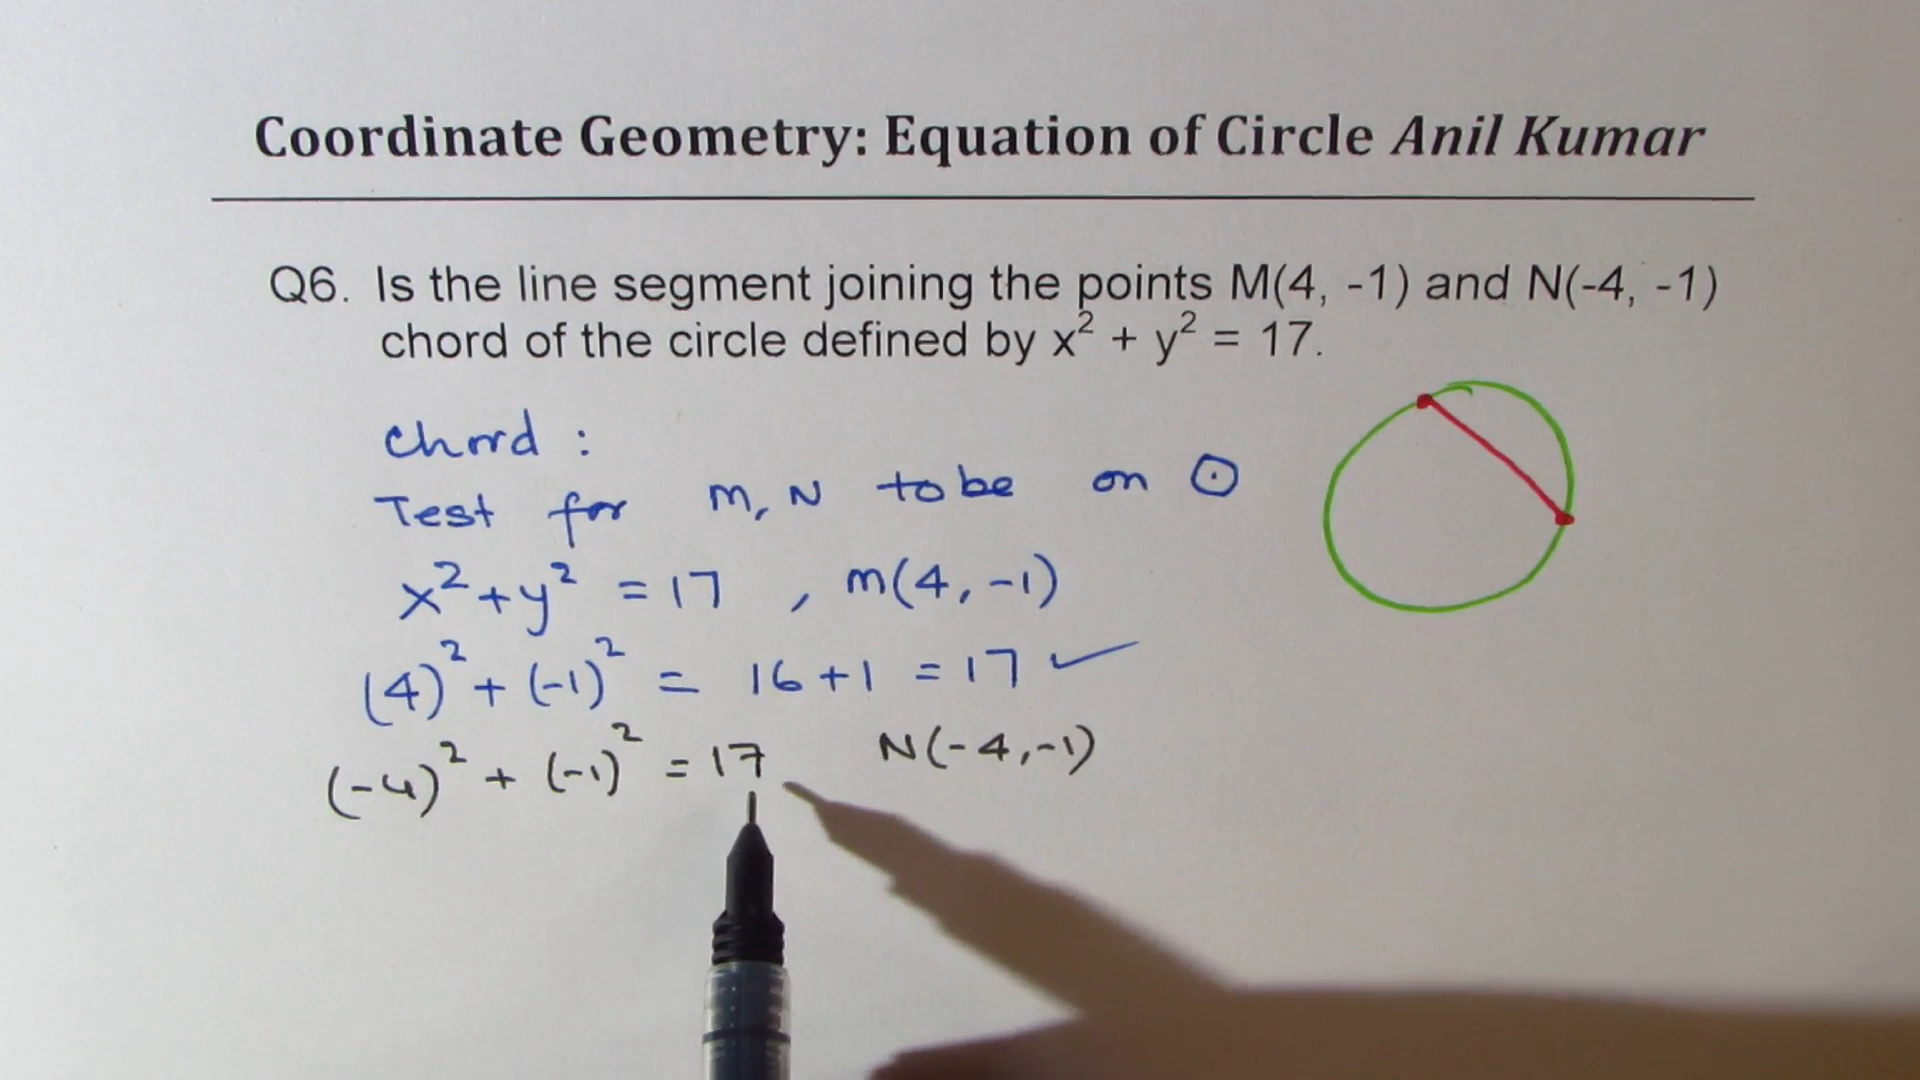 Coordinate Geometry: Equation of Circle Anil Kumar
Q6. Is the line segment joining the points M(4, -1) and N(-4, -1)
chord of the circle defined by x² + y² = 17.
Chord :
Test for M, N to be on ⊙
x² + y² = 17 , M(4, -1)
(4)² + (-1)² = 16 + 1 = 17 ✓
(-4)² + (-1)² = 17 N(-4, -1)